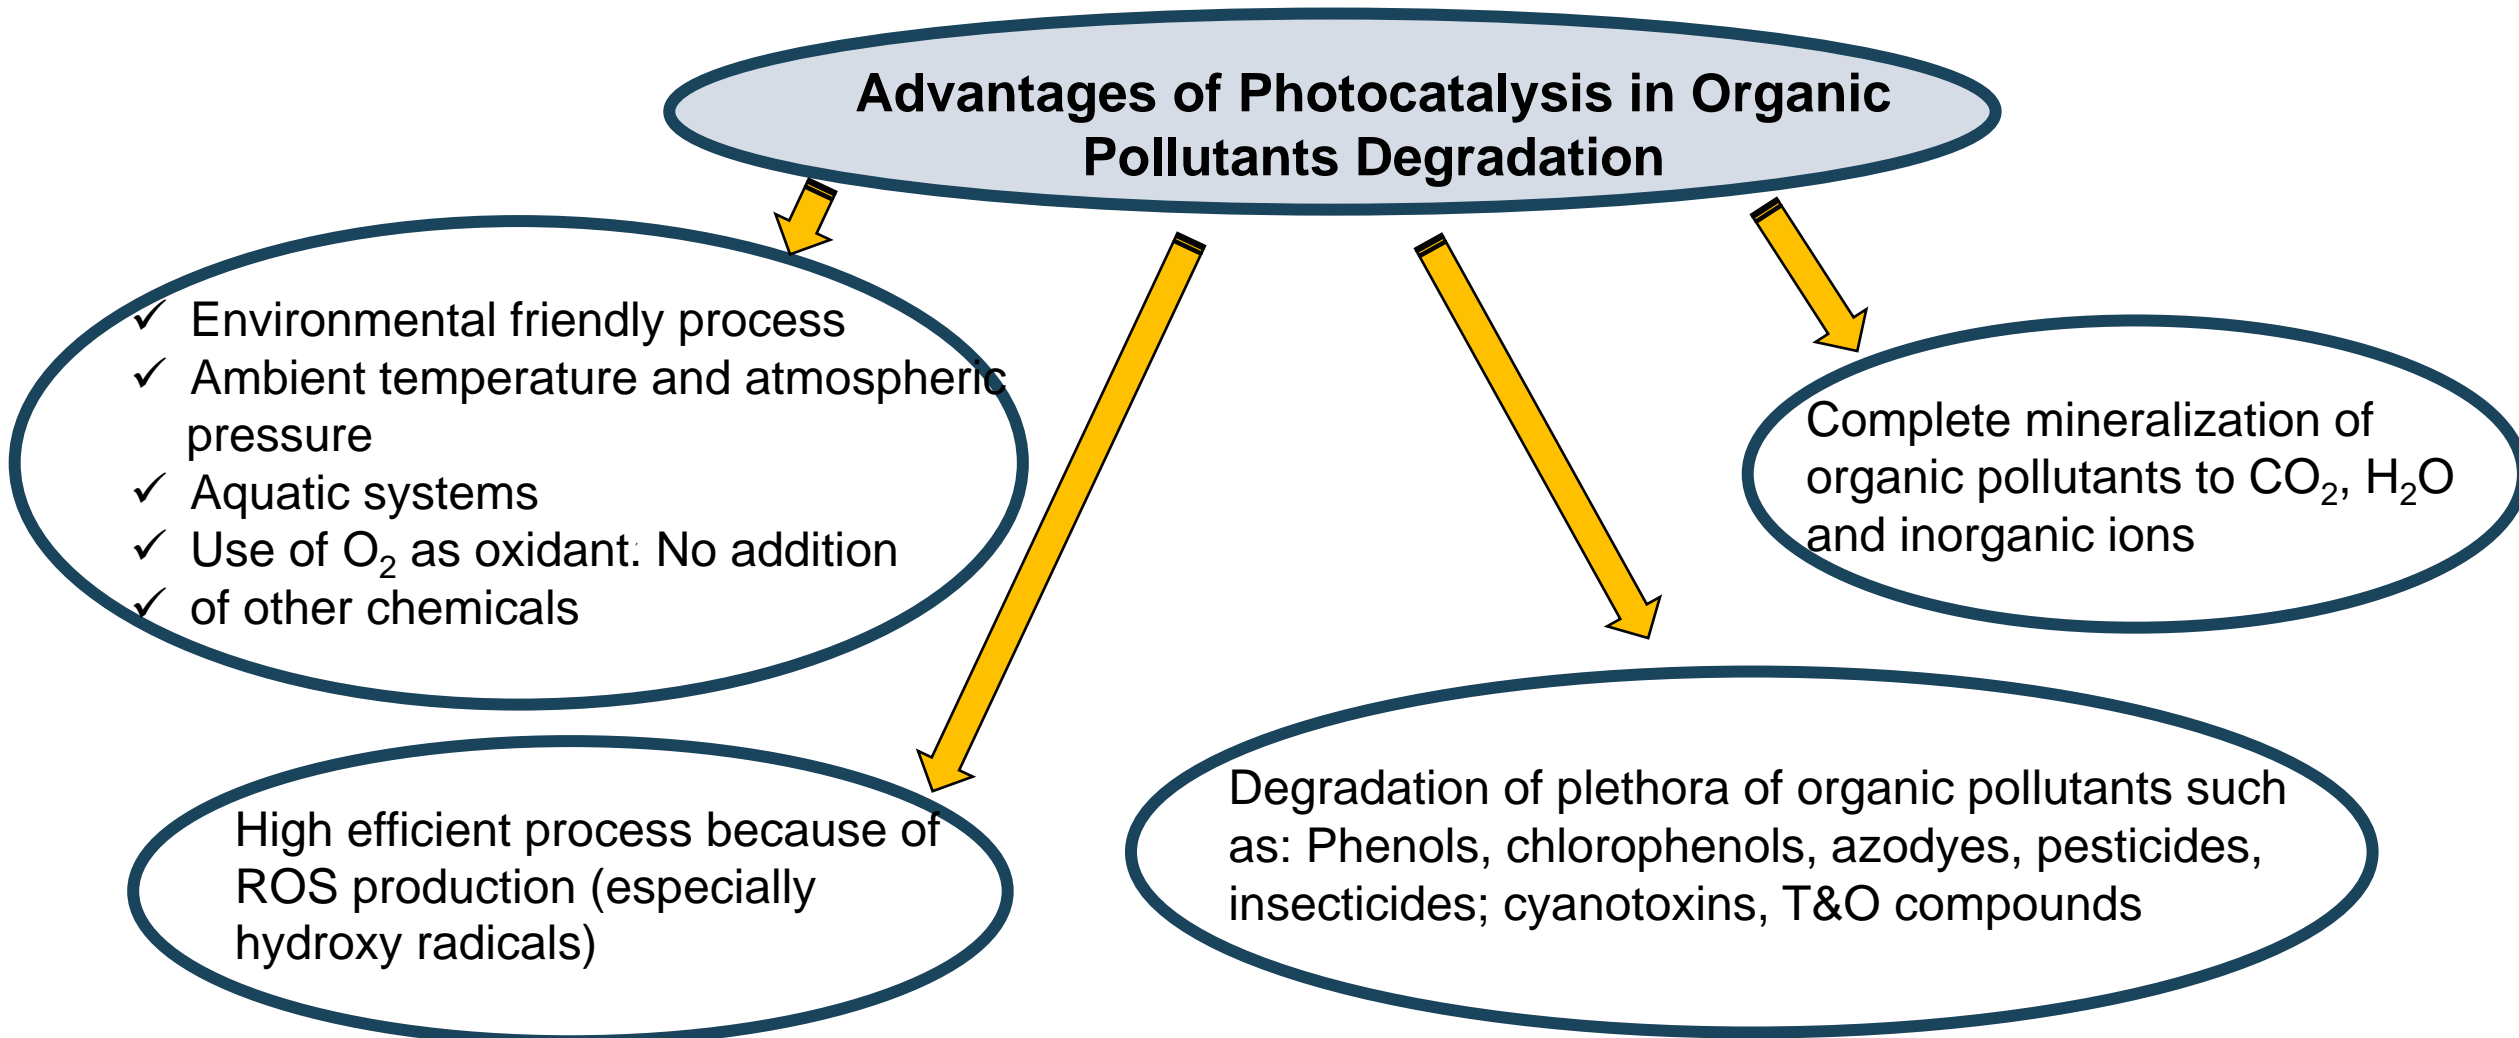 Advantages of Photocatalysis in Organic
Pollutants Degradation
✓ Environmental friendly process
✓ Ambient temperature and atmospheric
pressure
✓ Aquatic systems
✓ Use of O₂ as oxidant. No addition
✓ of other chemicals
Complete mineralization of
organic pollutants to CO₂, H₂O
and inorganic ions
High efficient process because of
ROS production (especially
hydroxy radicals)
Degradation of plethora of organic pollutants such
as: Phenols, chlorophenols, azodyes, pesticides,
insecticides; cyanotoxins, T&O compounds